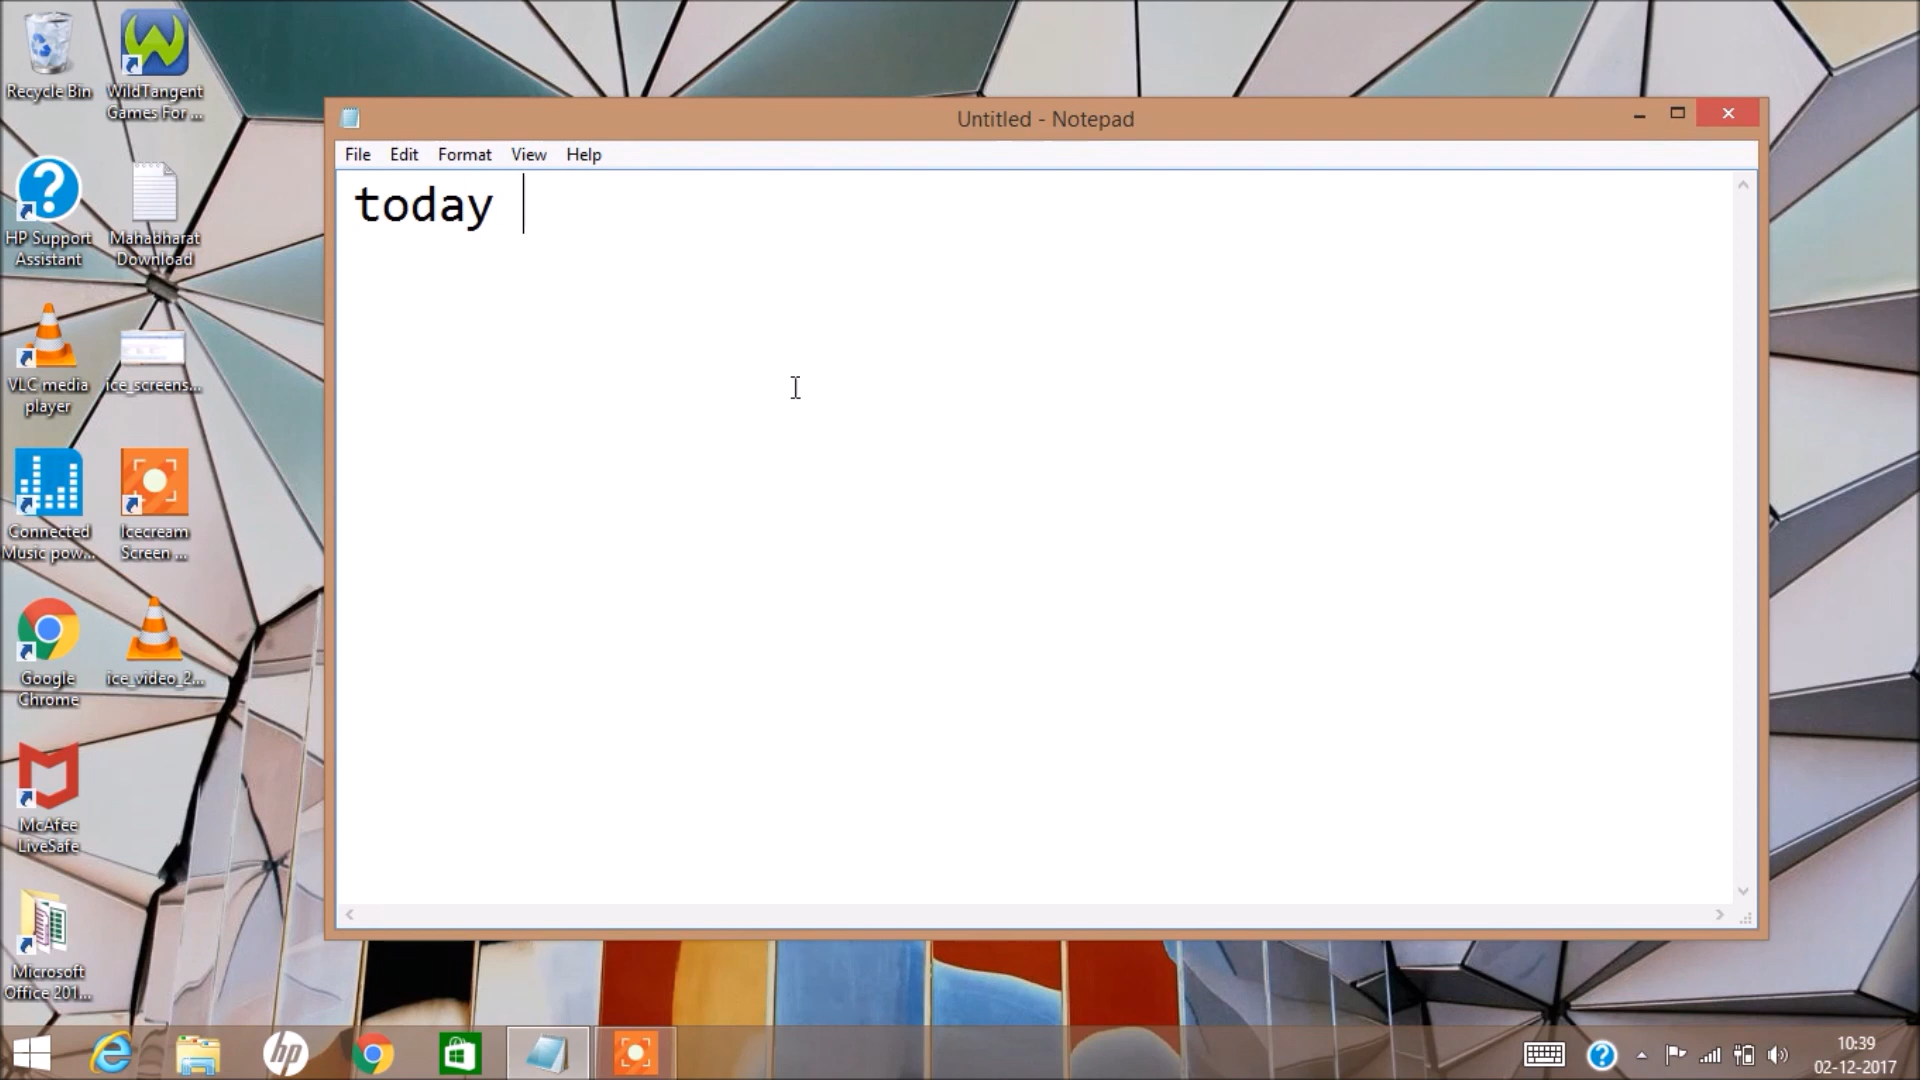 Recycle Bin
WildTangent
Games For ...
HP Support
Assistant
Mahabharat
Download
VLC media
player
ice_screens...
Connected
Music pow...
Icecream
Screen ...
Google
Chrome
ice_video_2...
McAfee
LiveSafe
Microsoft
Office 201...
Untitled - Notepad
File Edit Format View Help
today
hp
10:39
02-12-2017